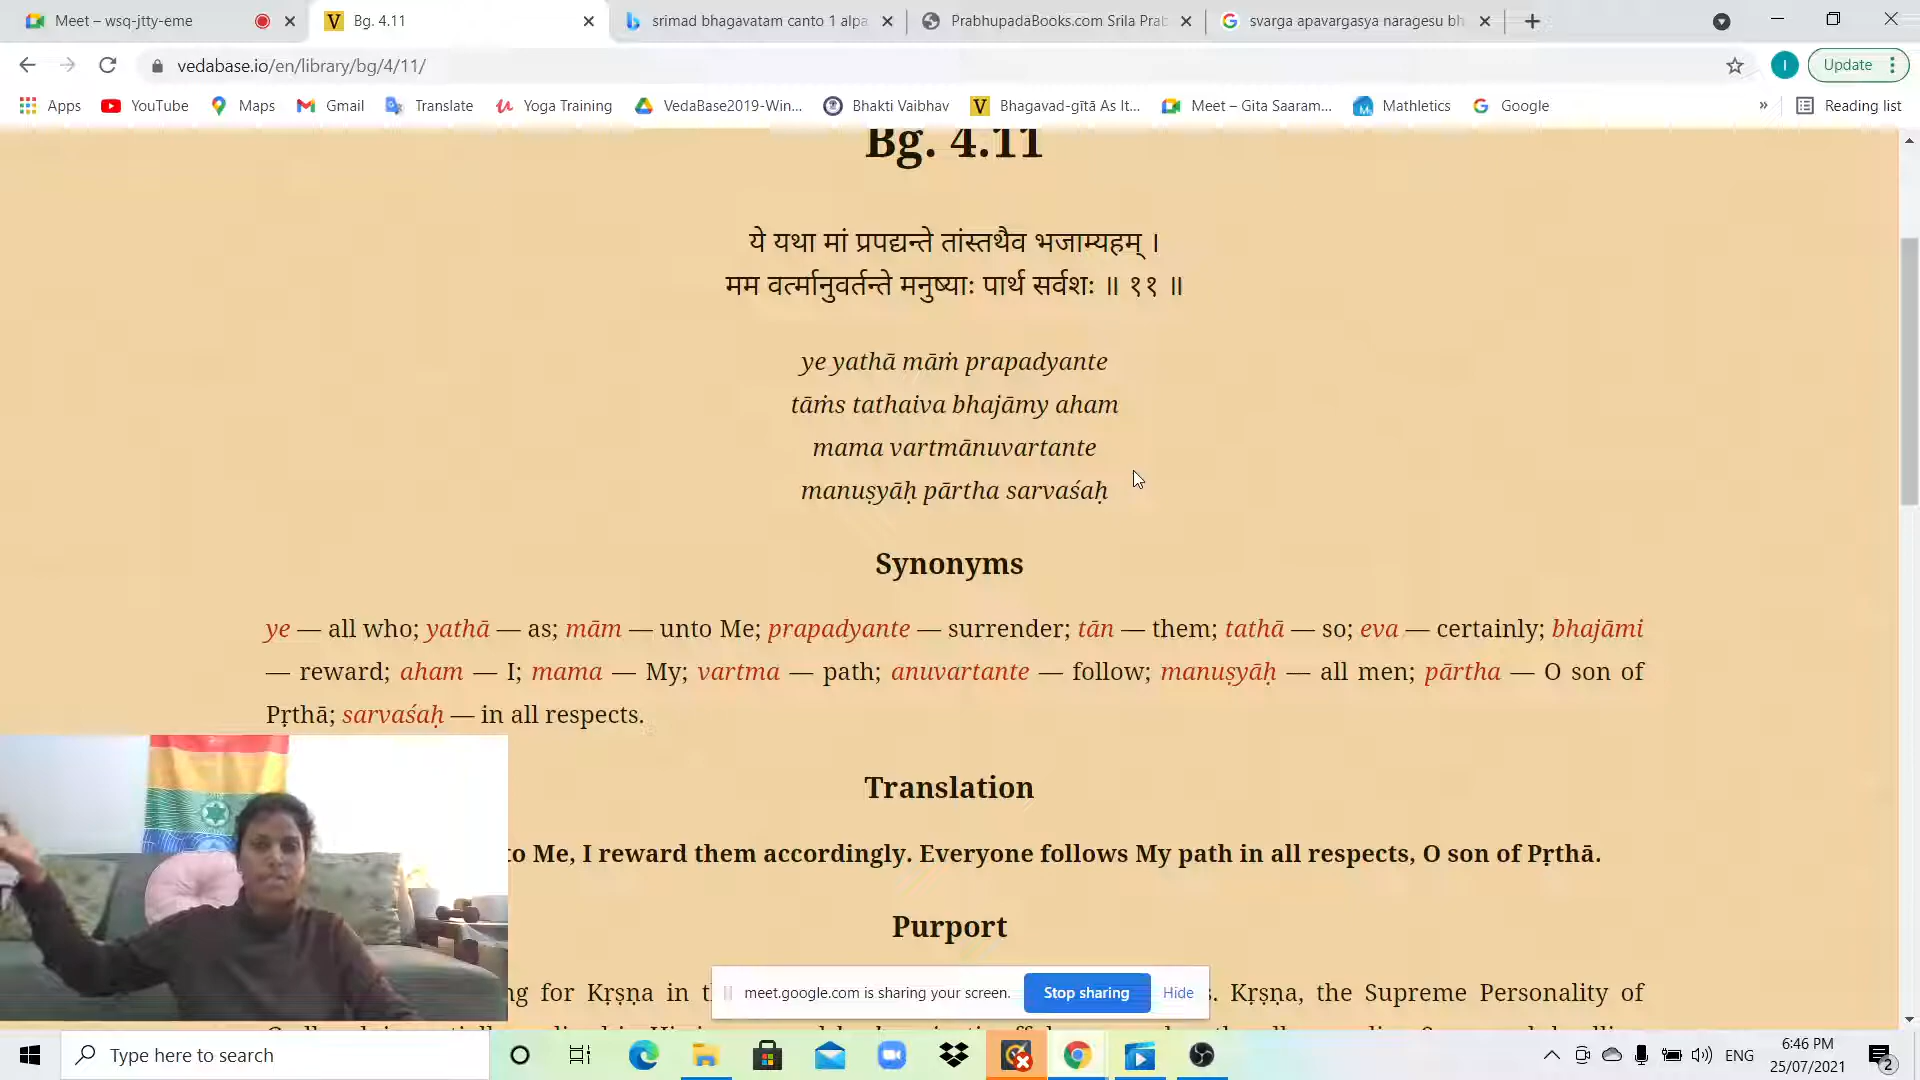 Meet – wsq-jtty-eme
Bg. 4.11
srimad bhagavatam canto 1 alpa
PrabhupadaBooks.com Srila Prab
svarga apavargasya naragesu bh
vedabase.io/en/library/bg/4/11/
I
Update
Apps
YouTube
Maps
Gmail
Translate
Yoga Training
VedaBase2019-Win...
Bhakti Vaibhav
Bhagavad-gītā As It...
Meet – Gita Saaram...
Mathletics
Google
»
Reading list
Bg. 4.11
ये यथा मां प्रपद्यन्ते तांस्तथैव भजाम्यहम् ।
मम वर्त्मानुवर्तन्ते मनुष्याः पार्थ सर्वशः ॥ ११ ॥
ye yathā māṁ prapadyante
tāṁs tathaiva bhajāmy aham
mama vartmānuvartante
manuṣyāḥ pārtha sarvaśaḥ
Synonyms
ye — all who; yathā — as; mām — unto Me; prapadyante — surrender; tān — them; tathā — so; eva — certainly; bhajāmi
— reward; aham — I; mama — My; vartma — path; anuvartante — follow; manuṣyāḥ — all men; pārtha — O son of
Pṛthā; sarvaśaḥ — in all respects.
Translation
to Me, I reward them accordingly. Everyone follows My path in all respects, O son of Pṛthā.
Purport
for Kṛṣṇa in
Kṛṣṇa, the Supreme Personality of
meet.google.com is sharing your screen.
Stop sharing
Hide
Type here to search
ENG
6:46 PM
25/07/2021
2